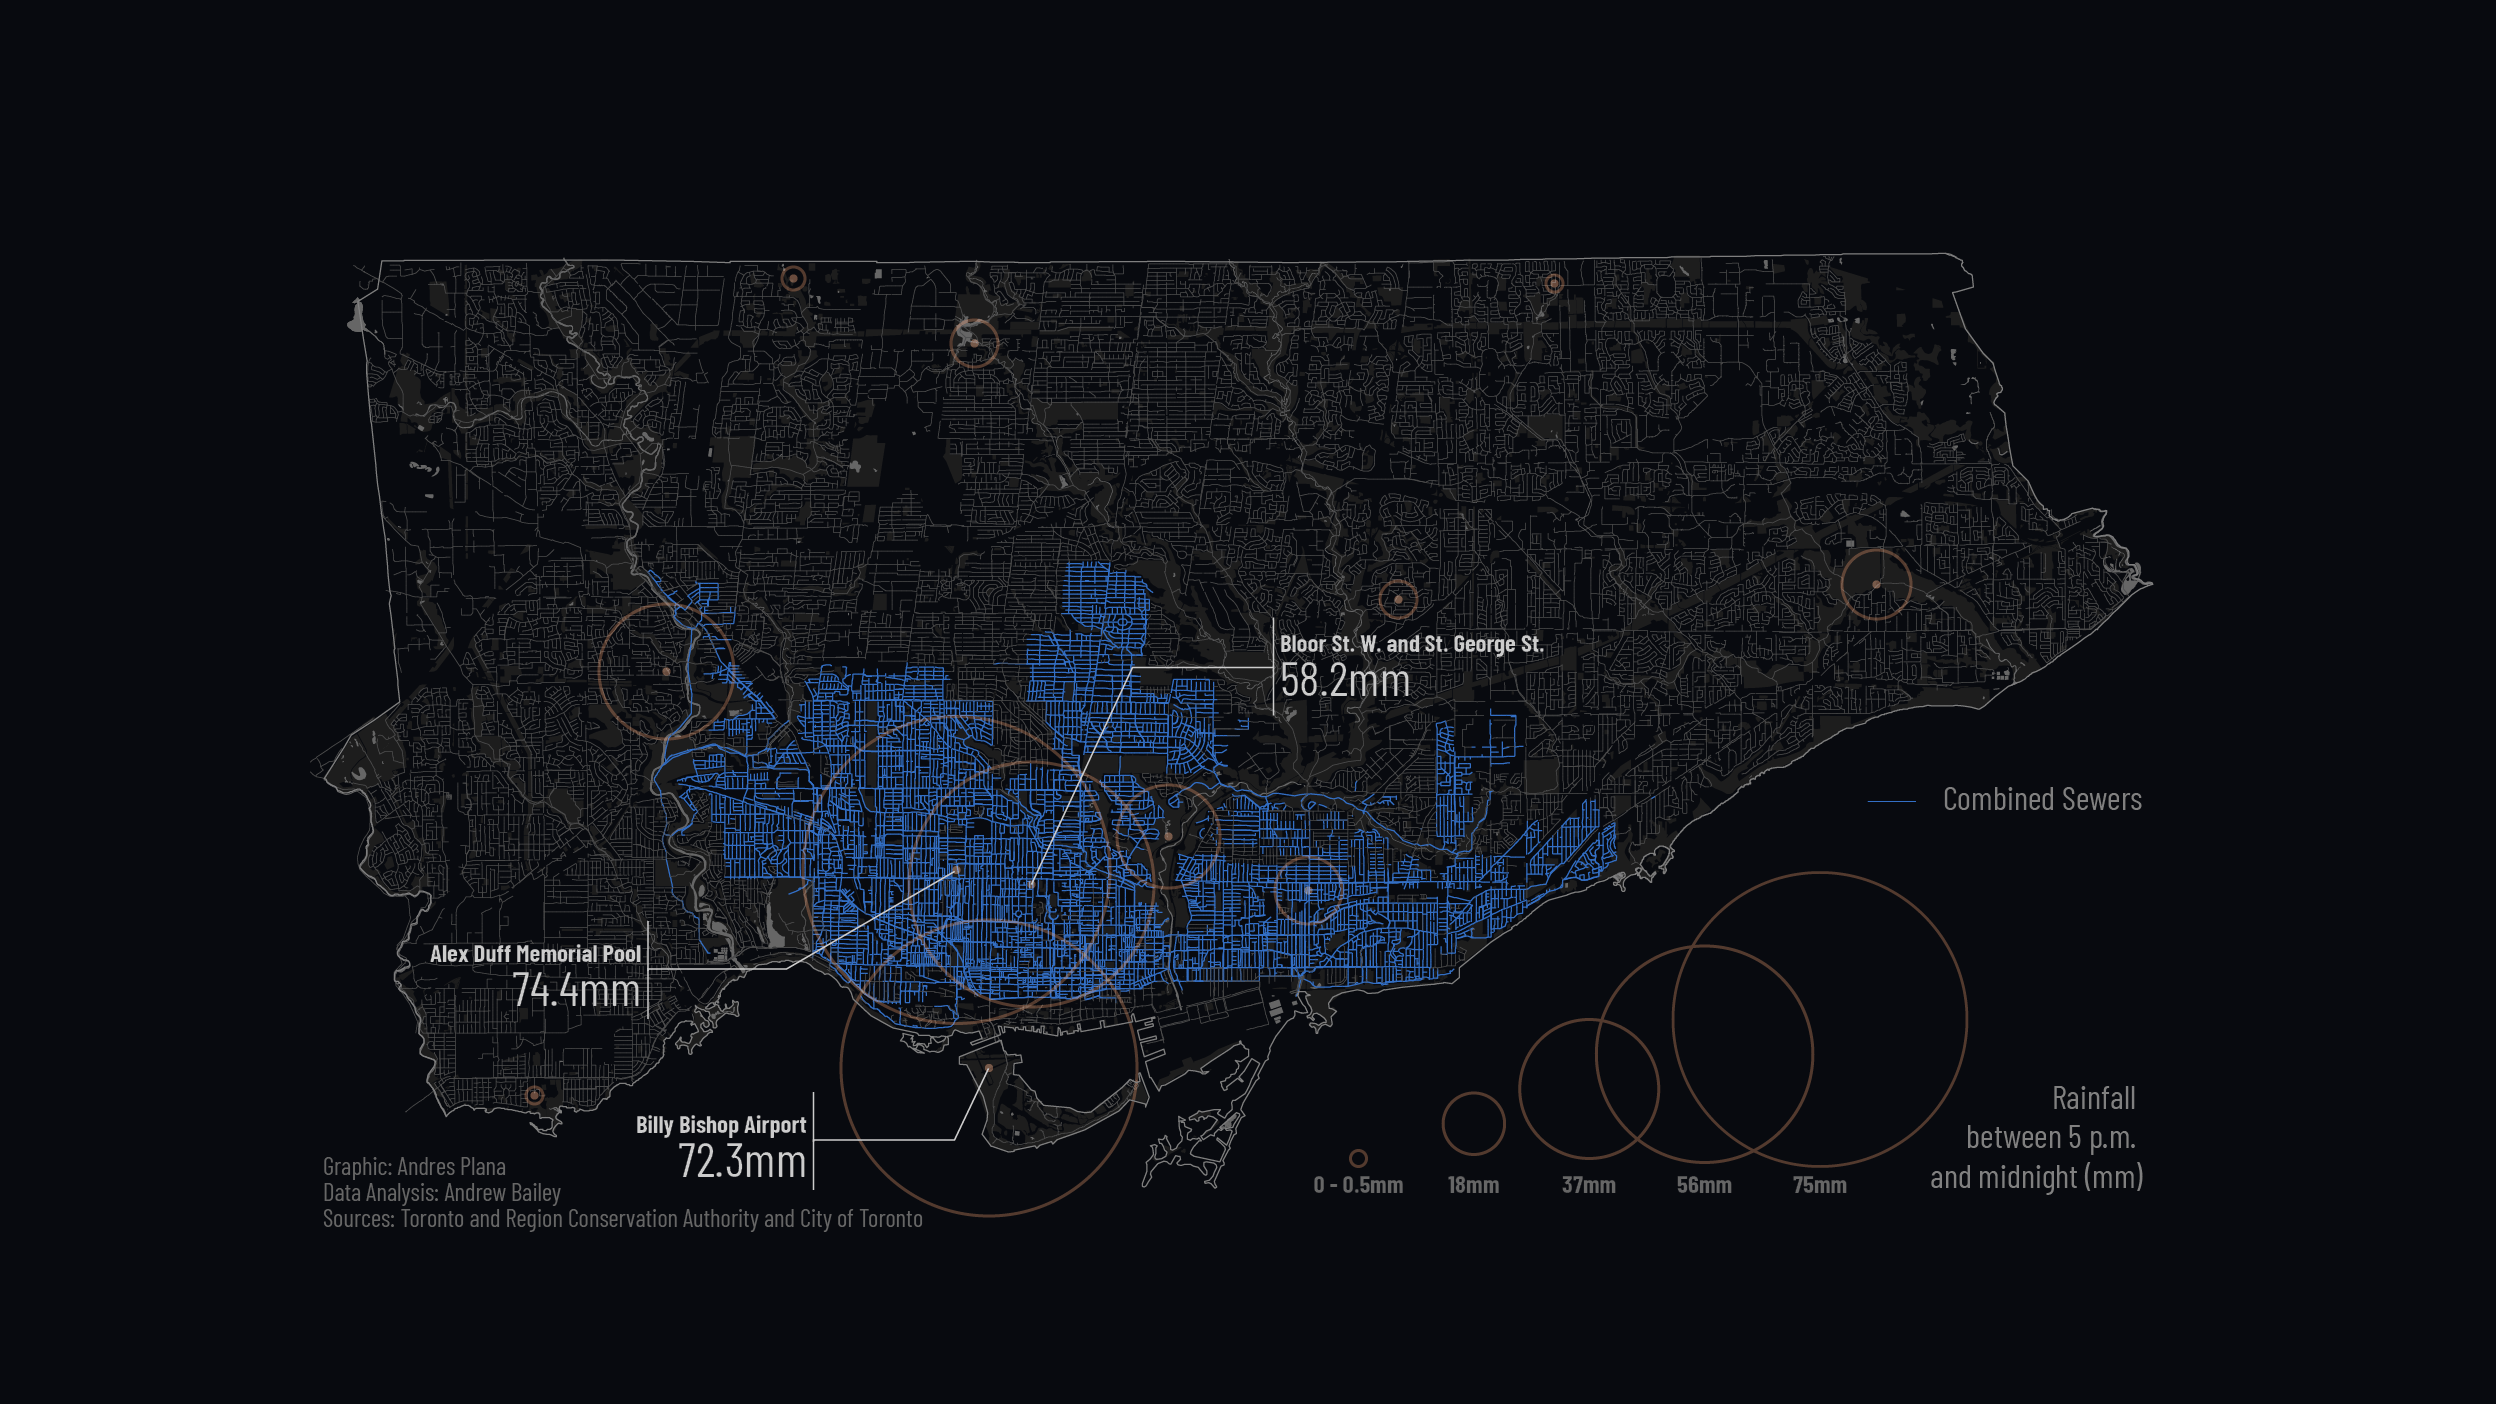 Bloor St. W. and St. George St.
58.2mm
Combined Sewers
Alex Duff Memorial Pool
74.4mm
Billy Bishop Airport
72.3mm
Rainfall
between 5 p.m.
and midnight (mm)
0 - 0.5mm
18mm
37mm
56mm
75mm
Graphic: Andres Plana
Data Analysis: Andrew Bailey
Sources: Toronto and Region Conservation Authority and City of Toronto